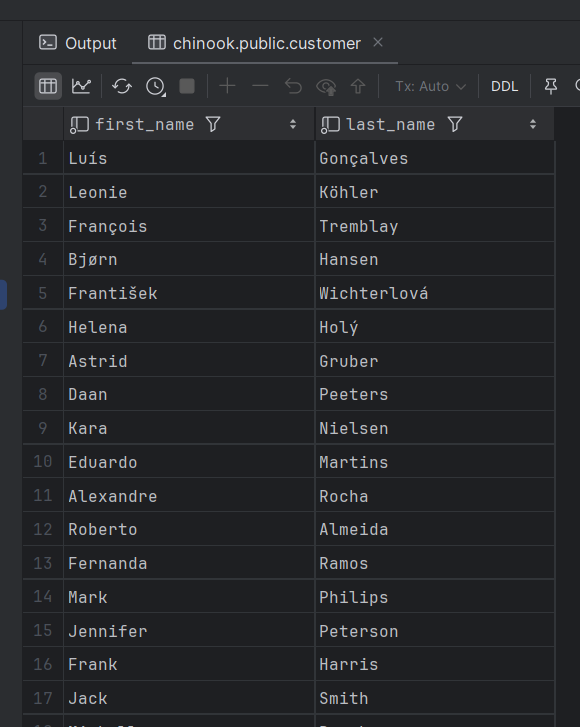 Output chinook.public.customer
Tx: Auto DDL
first_name last_name
1 Luís Gonçalves
2 Leonie Köhler
3 François Tremblay
4 Bjørn Hansen
5 František Wichterlová
6 Helena Holý
7 Astrid Gruber
8 Daan Peeters
9 Kara Nielsen
10 Eduardo Martins
11 Alexandre Rocha
12 Roberto Almeida
13 Fernanda Ramos
14 Mark Philips
15 Jennifer Peterson
16 Frank Harris
17 Jack Smith